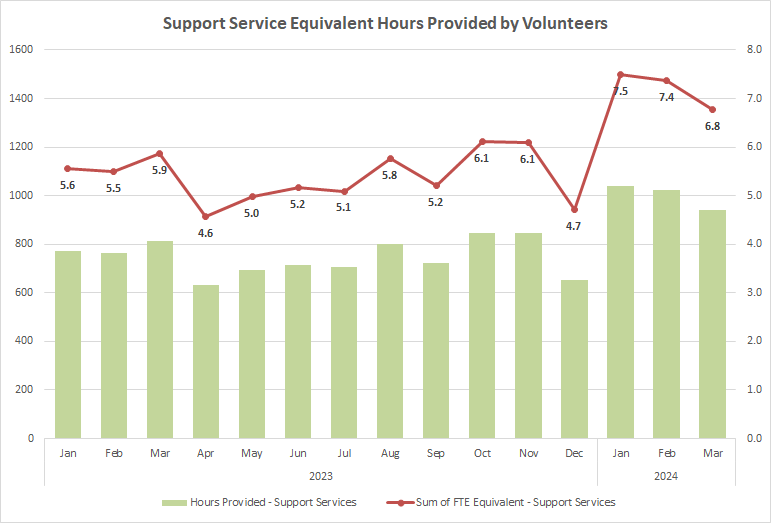 Support Service Equivalent Hours Provided by Volunteers
1600 8.0
1400 7.0
1200 6.0
1000 5.0
800 4.0
600 3.0
400 2.0
200 1.0
0 0.0
5.6 5.5 5.9 4.6 5.0 5.2 5.1 5.8 5.2 6.1 6.1 4.7 7.5 7.4 6.8
Jan Feb Mar Apr May Jun Jul Aug Sep Oct Nov Dec Jan Feb Mar
2023 2024
Hours Provided - Support Services Sum of FTE Equivalent - Support Services